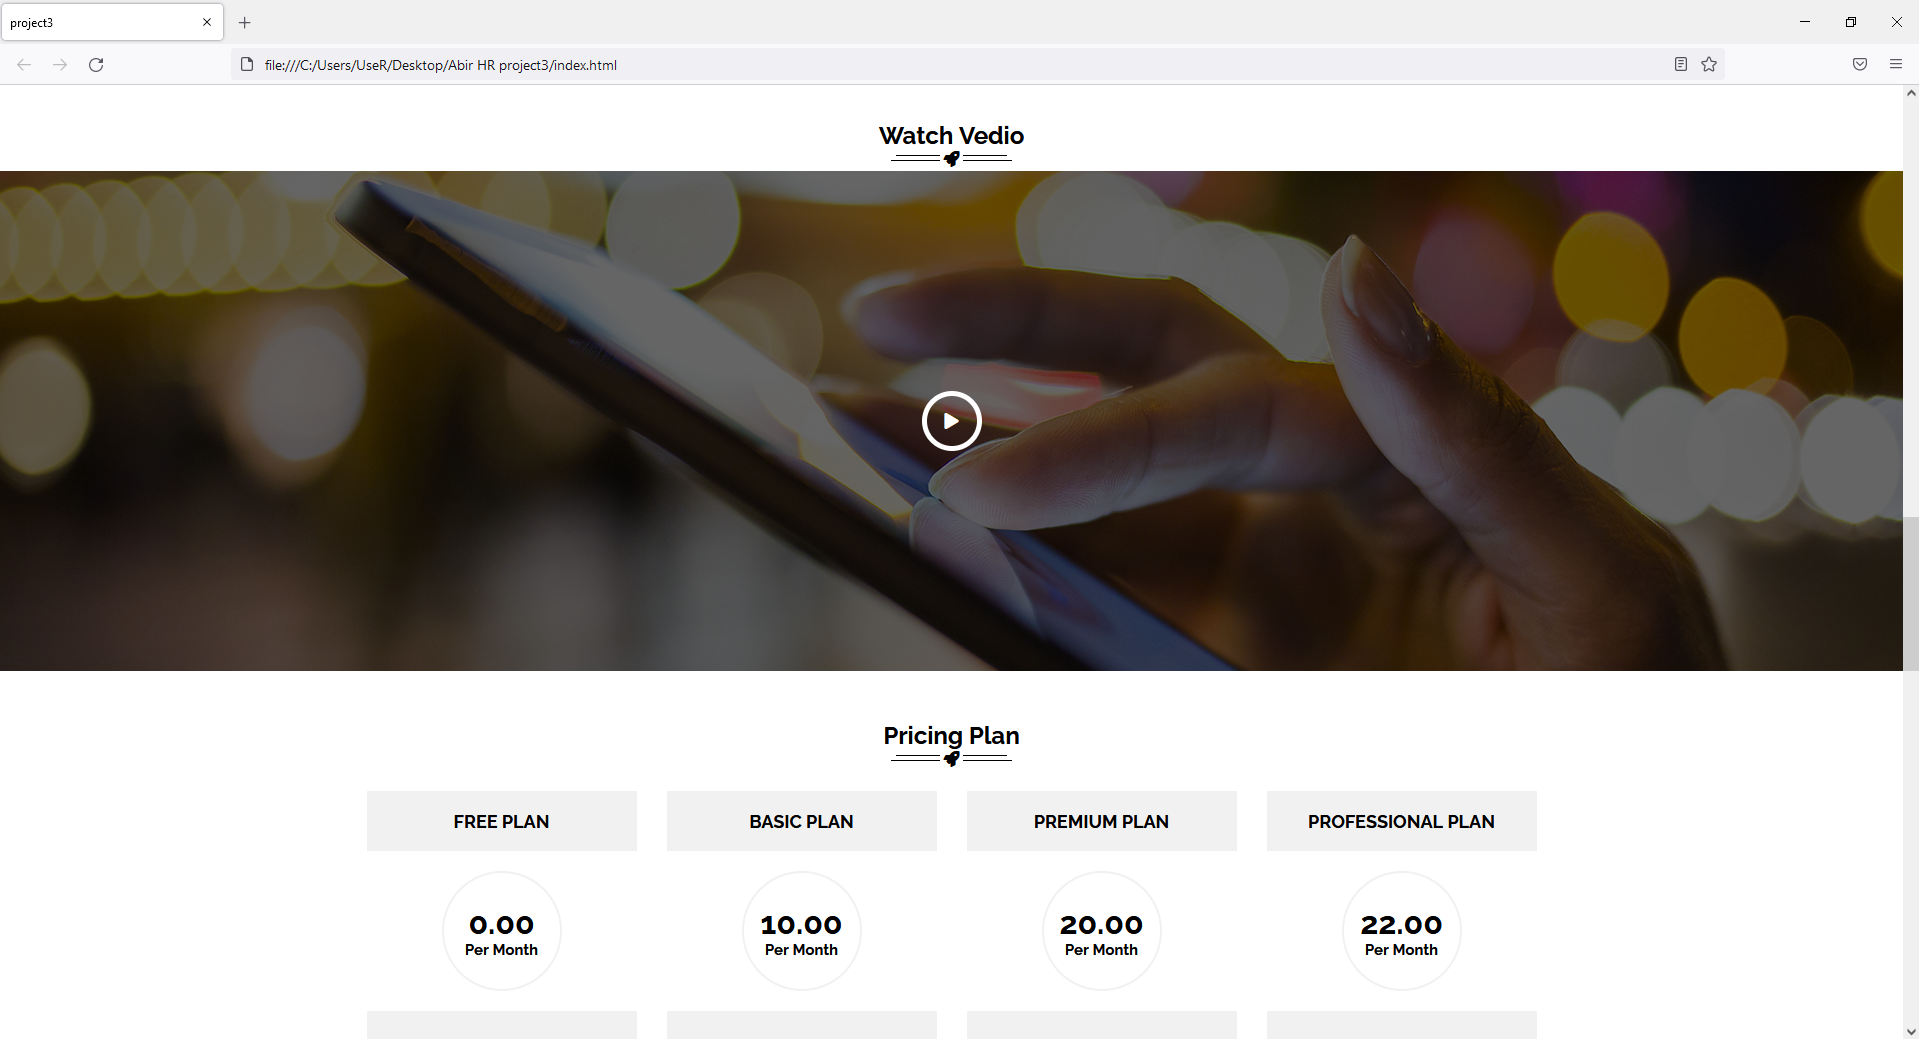 project3
file:///C:/Users/UseR/Desktop/Abir HR project3/index.html
Watch Vedio
Pricing Plan
FREE PLAN
BASIC PLAN
PREMIUM PLAN
PROFESSIONAL PLAN
0.00
Per Month
10.00
Per Month
20.00
Per Month
22.00
Per Month